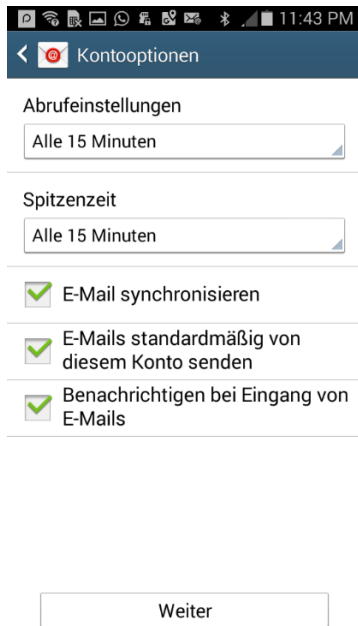 11:43 PM
Kontooptionen
Abrufeinstellungen
Alle 15 Minuten
Spitzenzeit
Alle 15 Minuten
E-Mail synchronisieren
E-Mails standardmäßig von
diesem Konto senden
Benachrichtigen bei Eingang von
E-Mails
Weiter